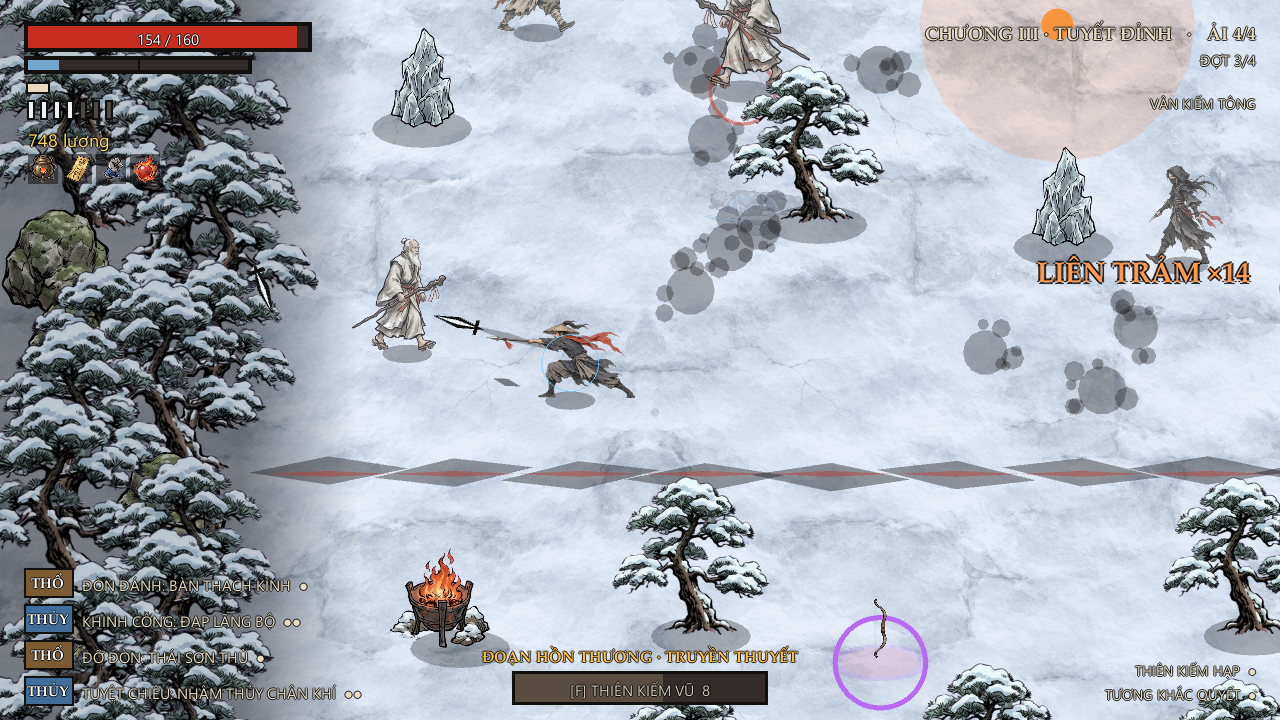 154 / 160
748 lượng
CHƯƠNG III · TUYẾT ĐỈNH · ẢI 4/4
ĐỢT 3/4
VÂN KIẾM TÔNG
LIÊN TRẢM ×14
THỔ ĐÒN ĐÁNH: BÀN THẠCH KÌNH
THỦY KHINH CÔNG: ĐẠP LÃNG BỘ
THỔ ĐỠ ĐÒN: THÁI SƠN THỦ
THỦY TUYỆT CHIÊU: NHÂM THỦY CHÂN KHÍ
ĐOẠN HỒN THƯƠNG · TRUYỀN THUYẾT
[F] THIÊN KIẾM VŨ 8
THIÊN KIẾM HẠP
TƯƠNG KHẮC QUYẾT